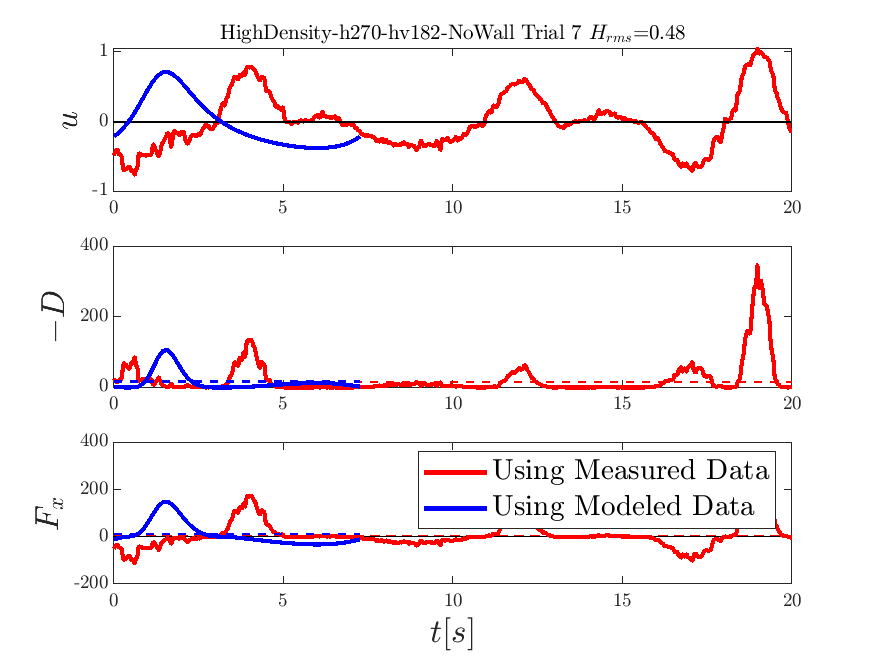 HighDensity-h270-hv182-NoWall Trial 7 H_rms=0.48
1
0
-1
u
0 5 10 15 20
400
200
0
−D
0 5 10 15 20
400
200
0
-200
F_x
Using Measured Data
Using Modeled Data
0 5 10 15 20
t[s]